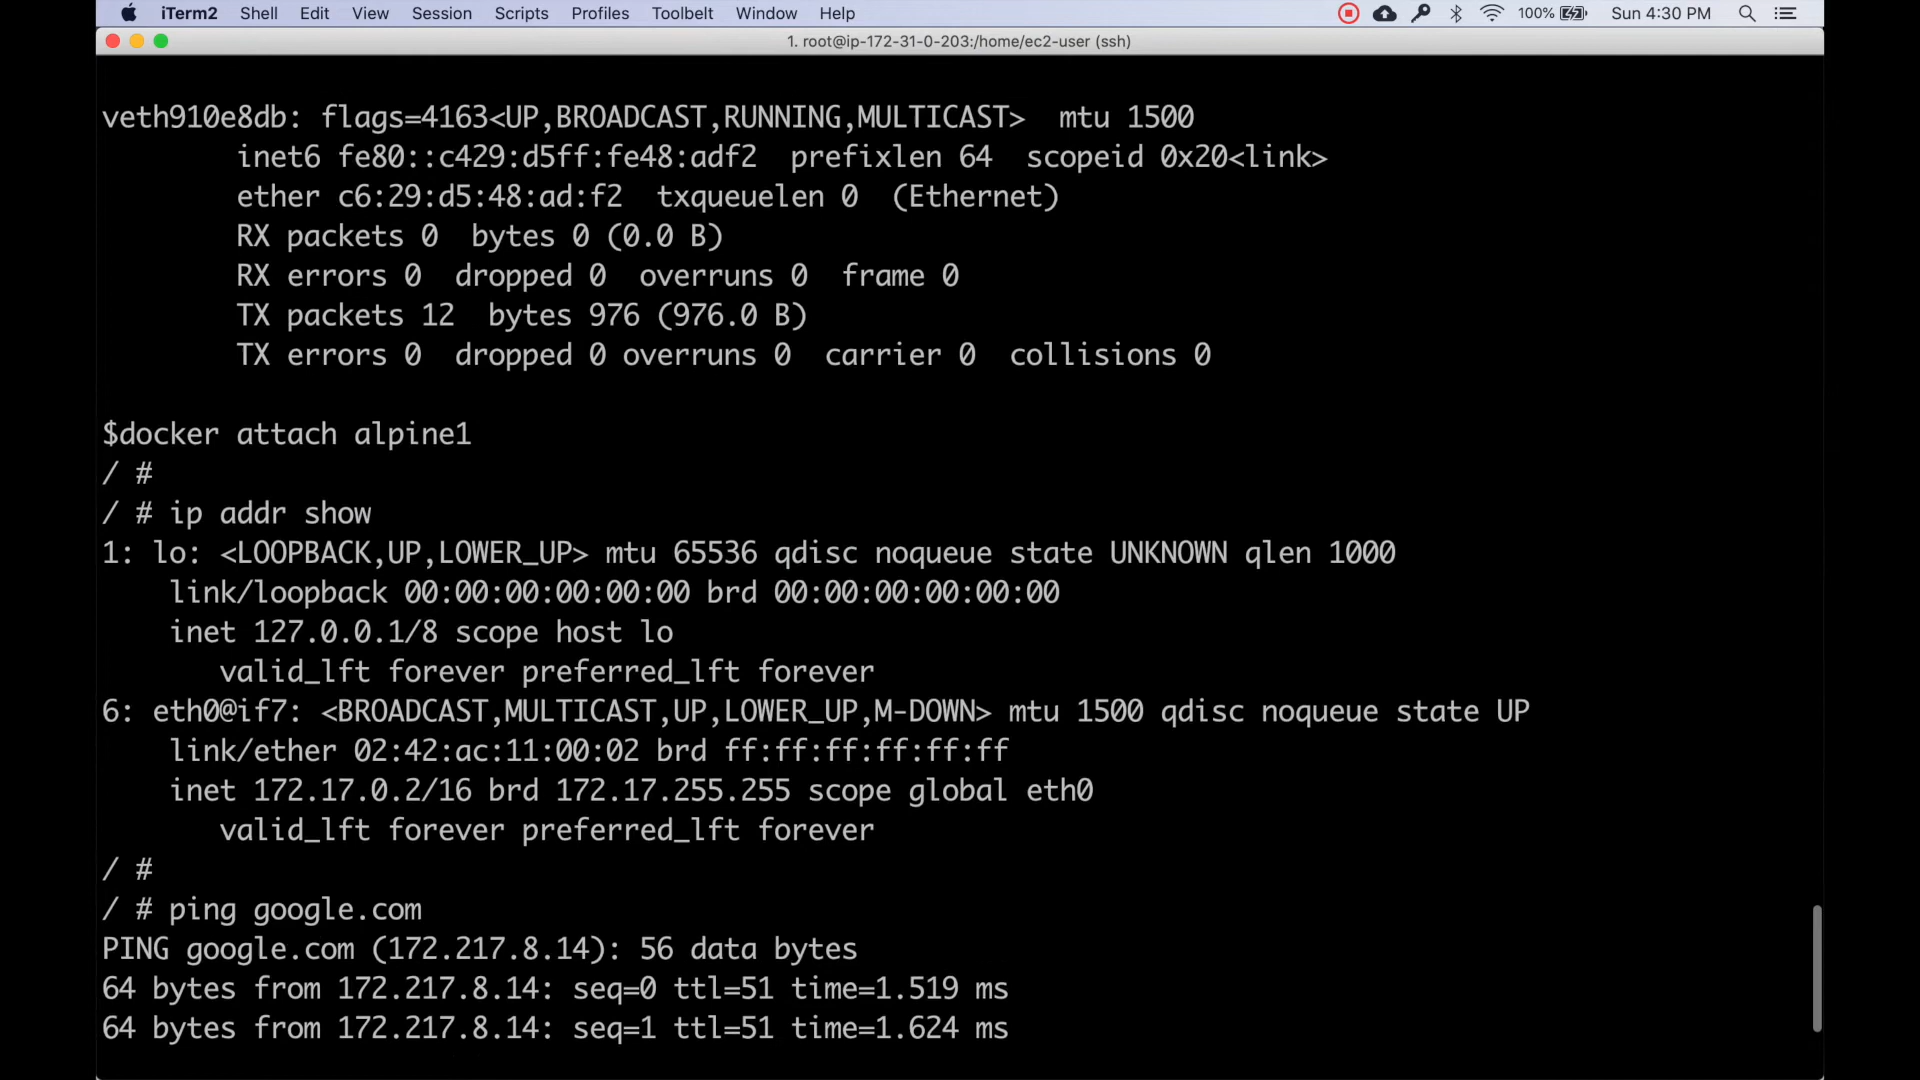 iTerm2 Shell Edit View Session Scripts Profiles Toolbelt Window Help 100% Sun 4:30 PM
1. root@ip-172-31-0-203:/home/ec2-user (ssh)
veth910e8db: flags=4163<UP,BROADCAST,RUNNING,MULTICAST>  mtu 1500
        inet6 fe80::c429:d5ff:fe48:adf2  prefixlen 64  scopeid 0x20<link>
        ether c6:29:d5:48:ad:f2  txqueuelen 0  (Ethernet)
        RX packets 0  bytes 0 (0.0 B)
        RX errors 0  dropped 0  overruns 0  frame 0
        TX packets 12  bytes 976 (976.0 B)
        TX errors 0  dropped 0 overruns 0  carrier 0  collisions 0
$docker attach alpine1
/ #
/ # ip addr show
1: lo: <LOOPBACK,UP,LOWER_UP> mtu 65536 qdisc noqueue state UNKNOWN qlen 1000
    link/loopback 00:00:00:00:00:00 brd 00:00:00:00:00:00
    inet 127.0.0.1/8 scope host lo
       valid_lft forever preferred_lft forever
6: eth0@if7: <BROADCAST,MULTICAST,UP,LOWER_UP,M-DOWN> mtu 1500 qdisc noqueue state UP
    link/ether 02:42:ac:11:00:02 brd ff:ff:ff:ff:ff:ff
    inet 172.17.0.2/16 brd 172.17.255.255 scope global eth0
       valid_lft forever preferred_lft forever
/ #
/ # ping google.com
PING google.com (172.217.8.14): 56 data bytes
64 bytes from 172.217.8.14: seq=0 ttl=51 time=1.519 ms
64 bytes from 172.217.8.14: seq=1 ttl=51 time=1.624 ms